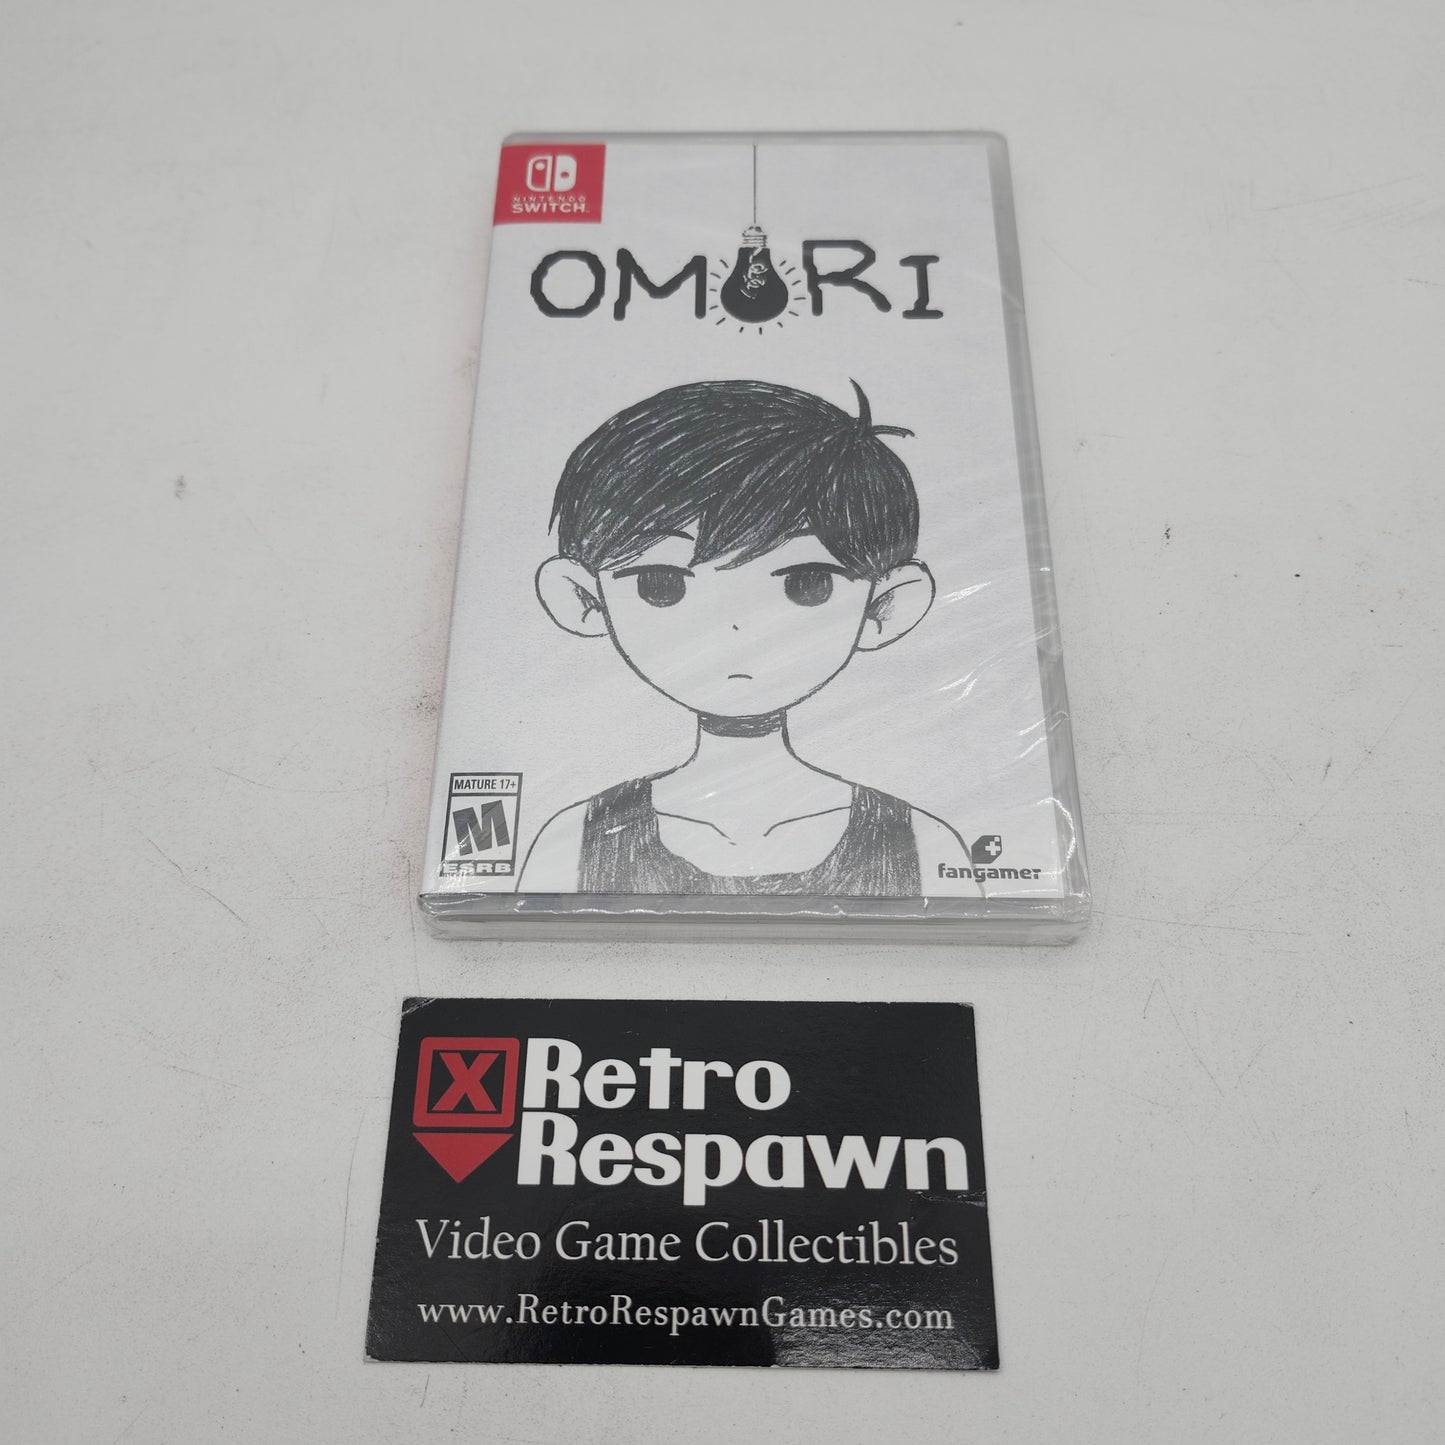 NINTENDO
SWITCH
OMORI
MATURE 17+
M
ESRB
fangamer
X
Retro
Respawn
Video Game Collectibles
www.RetroRespawnGames.com